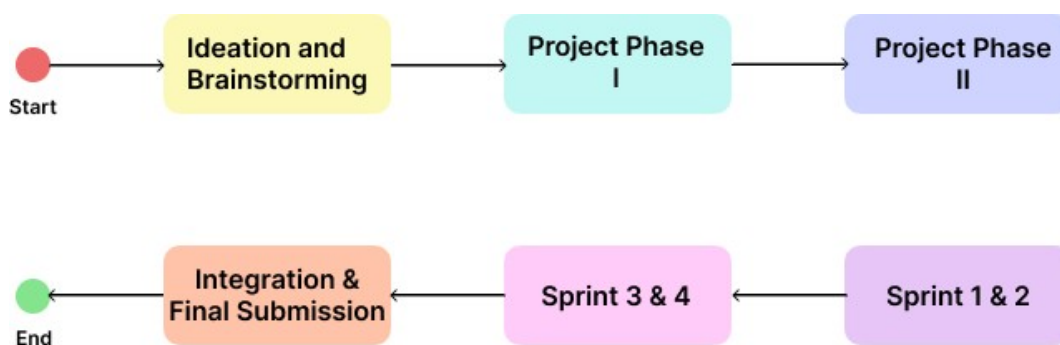 Start
Ideation and
Brainstorming
Project Phase
I
Project Phase
II
End
Integration &
Final Submission
Sprint 3 & 4
Sprint 1 & 2